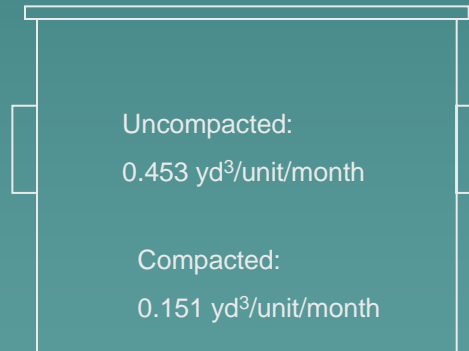 Uncompacted:
0.453 yd³/unit/month
Compacted:
0.151 yd³/unit/month